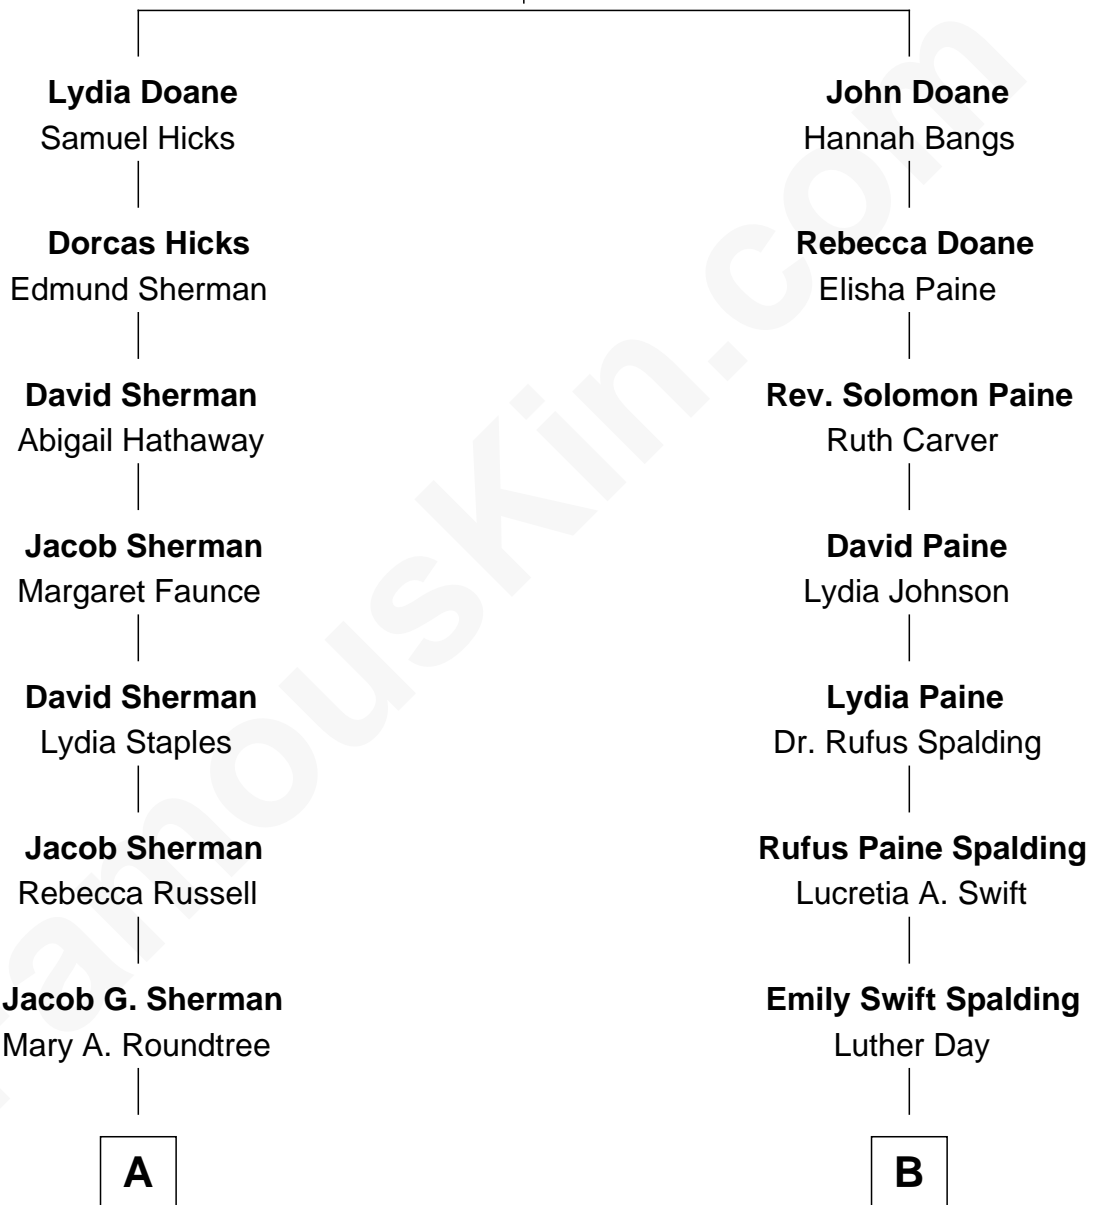 Lydia Doane
Samuel Hicks
Dorcas Hicks
Edmund Sherman
David Sherman
Abigail Hathaway
Jacob Sherman
Margaret Faunce
David Sherman
Lydia Staples
Jacob Sherman
Rebecca Russell
Jacob G. Sherman
Mary A. Roundtree
A
John Doane
Hannah Bangs
Rebecca Doane
Elisha Paine
Rev. Solomon Paine
Ruth Carver
David Paine
Lydia Johnson
Lydia Paine
Dr. Rufus Spalding
Rufus Paine Spalding
Lucretia A. Swift
Emily Swift Spalding
Luther Day
B
FamousKin.com